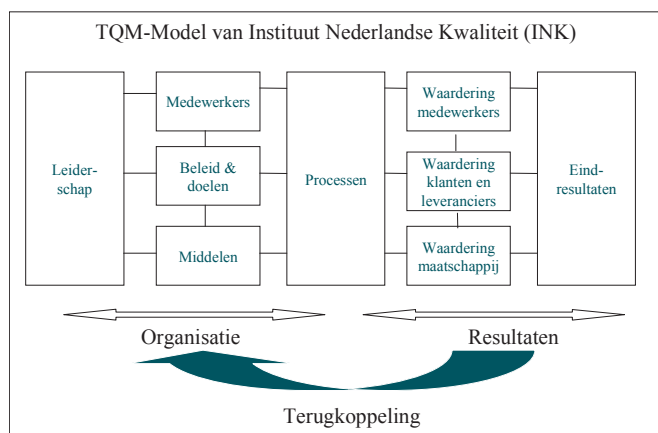 TQM-Model van Instituut Nederlandse Kwaliteit (INK)
Leider-
schap
Medewerkers
Beleid &
doelen
Middelen
Processen
Waardering
medewerkers
Waardering
klanten en
leveranciers
Waardering
maatschappij
Eind-
resultaten
Organisatie
Resultaten
Terugkoppeling